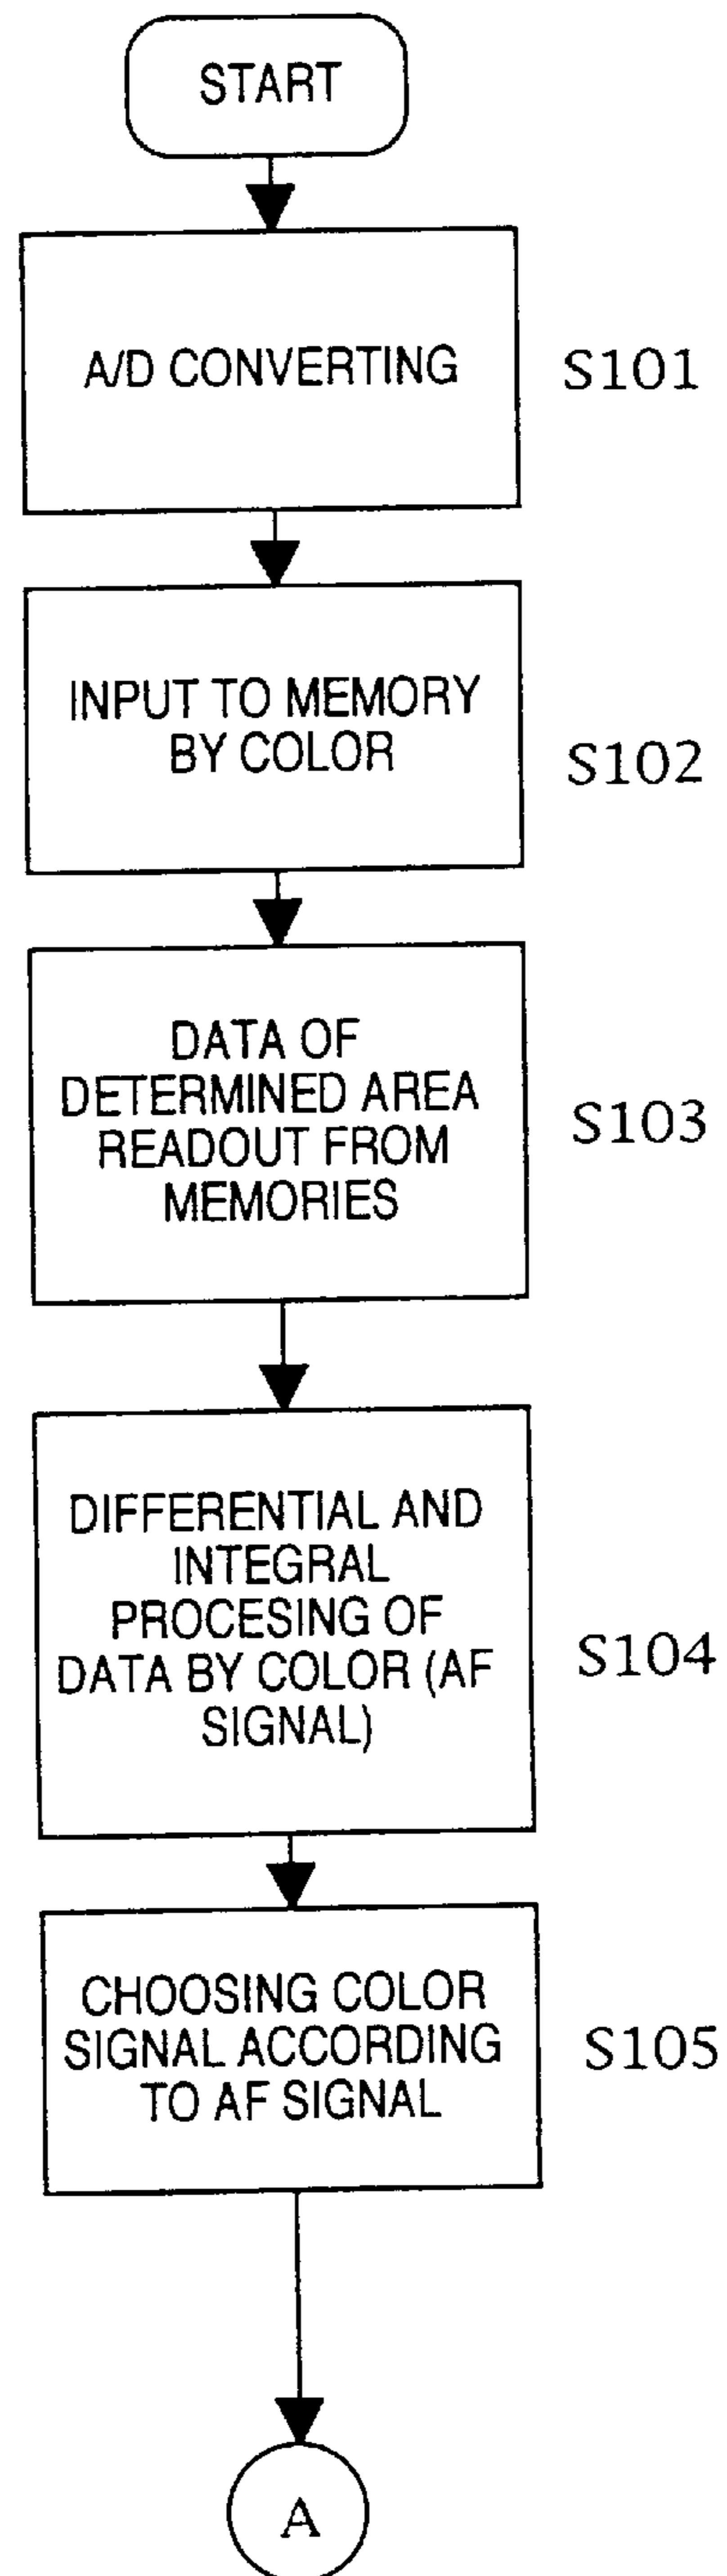 START
A/D CONVERTING
S101
INPUT TO MEMORY
BY COLOR
S102
DATA OF
DETERMINED AREA
READOUT FROM
MEMORIES
S103
DIFFERENTIAL AND
INTEGRAL
PROCESING OF
DATA BY COLOR (AF
SIGNAL)
S104
CHOOSING COLOR
SIGNAL ACCORDING
TO AF SIGNAL
S105
A